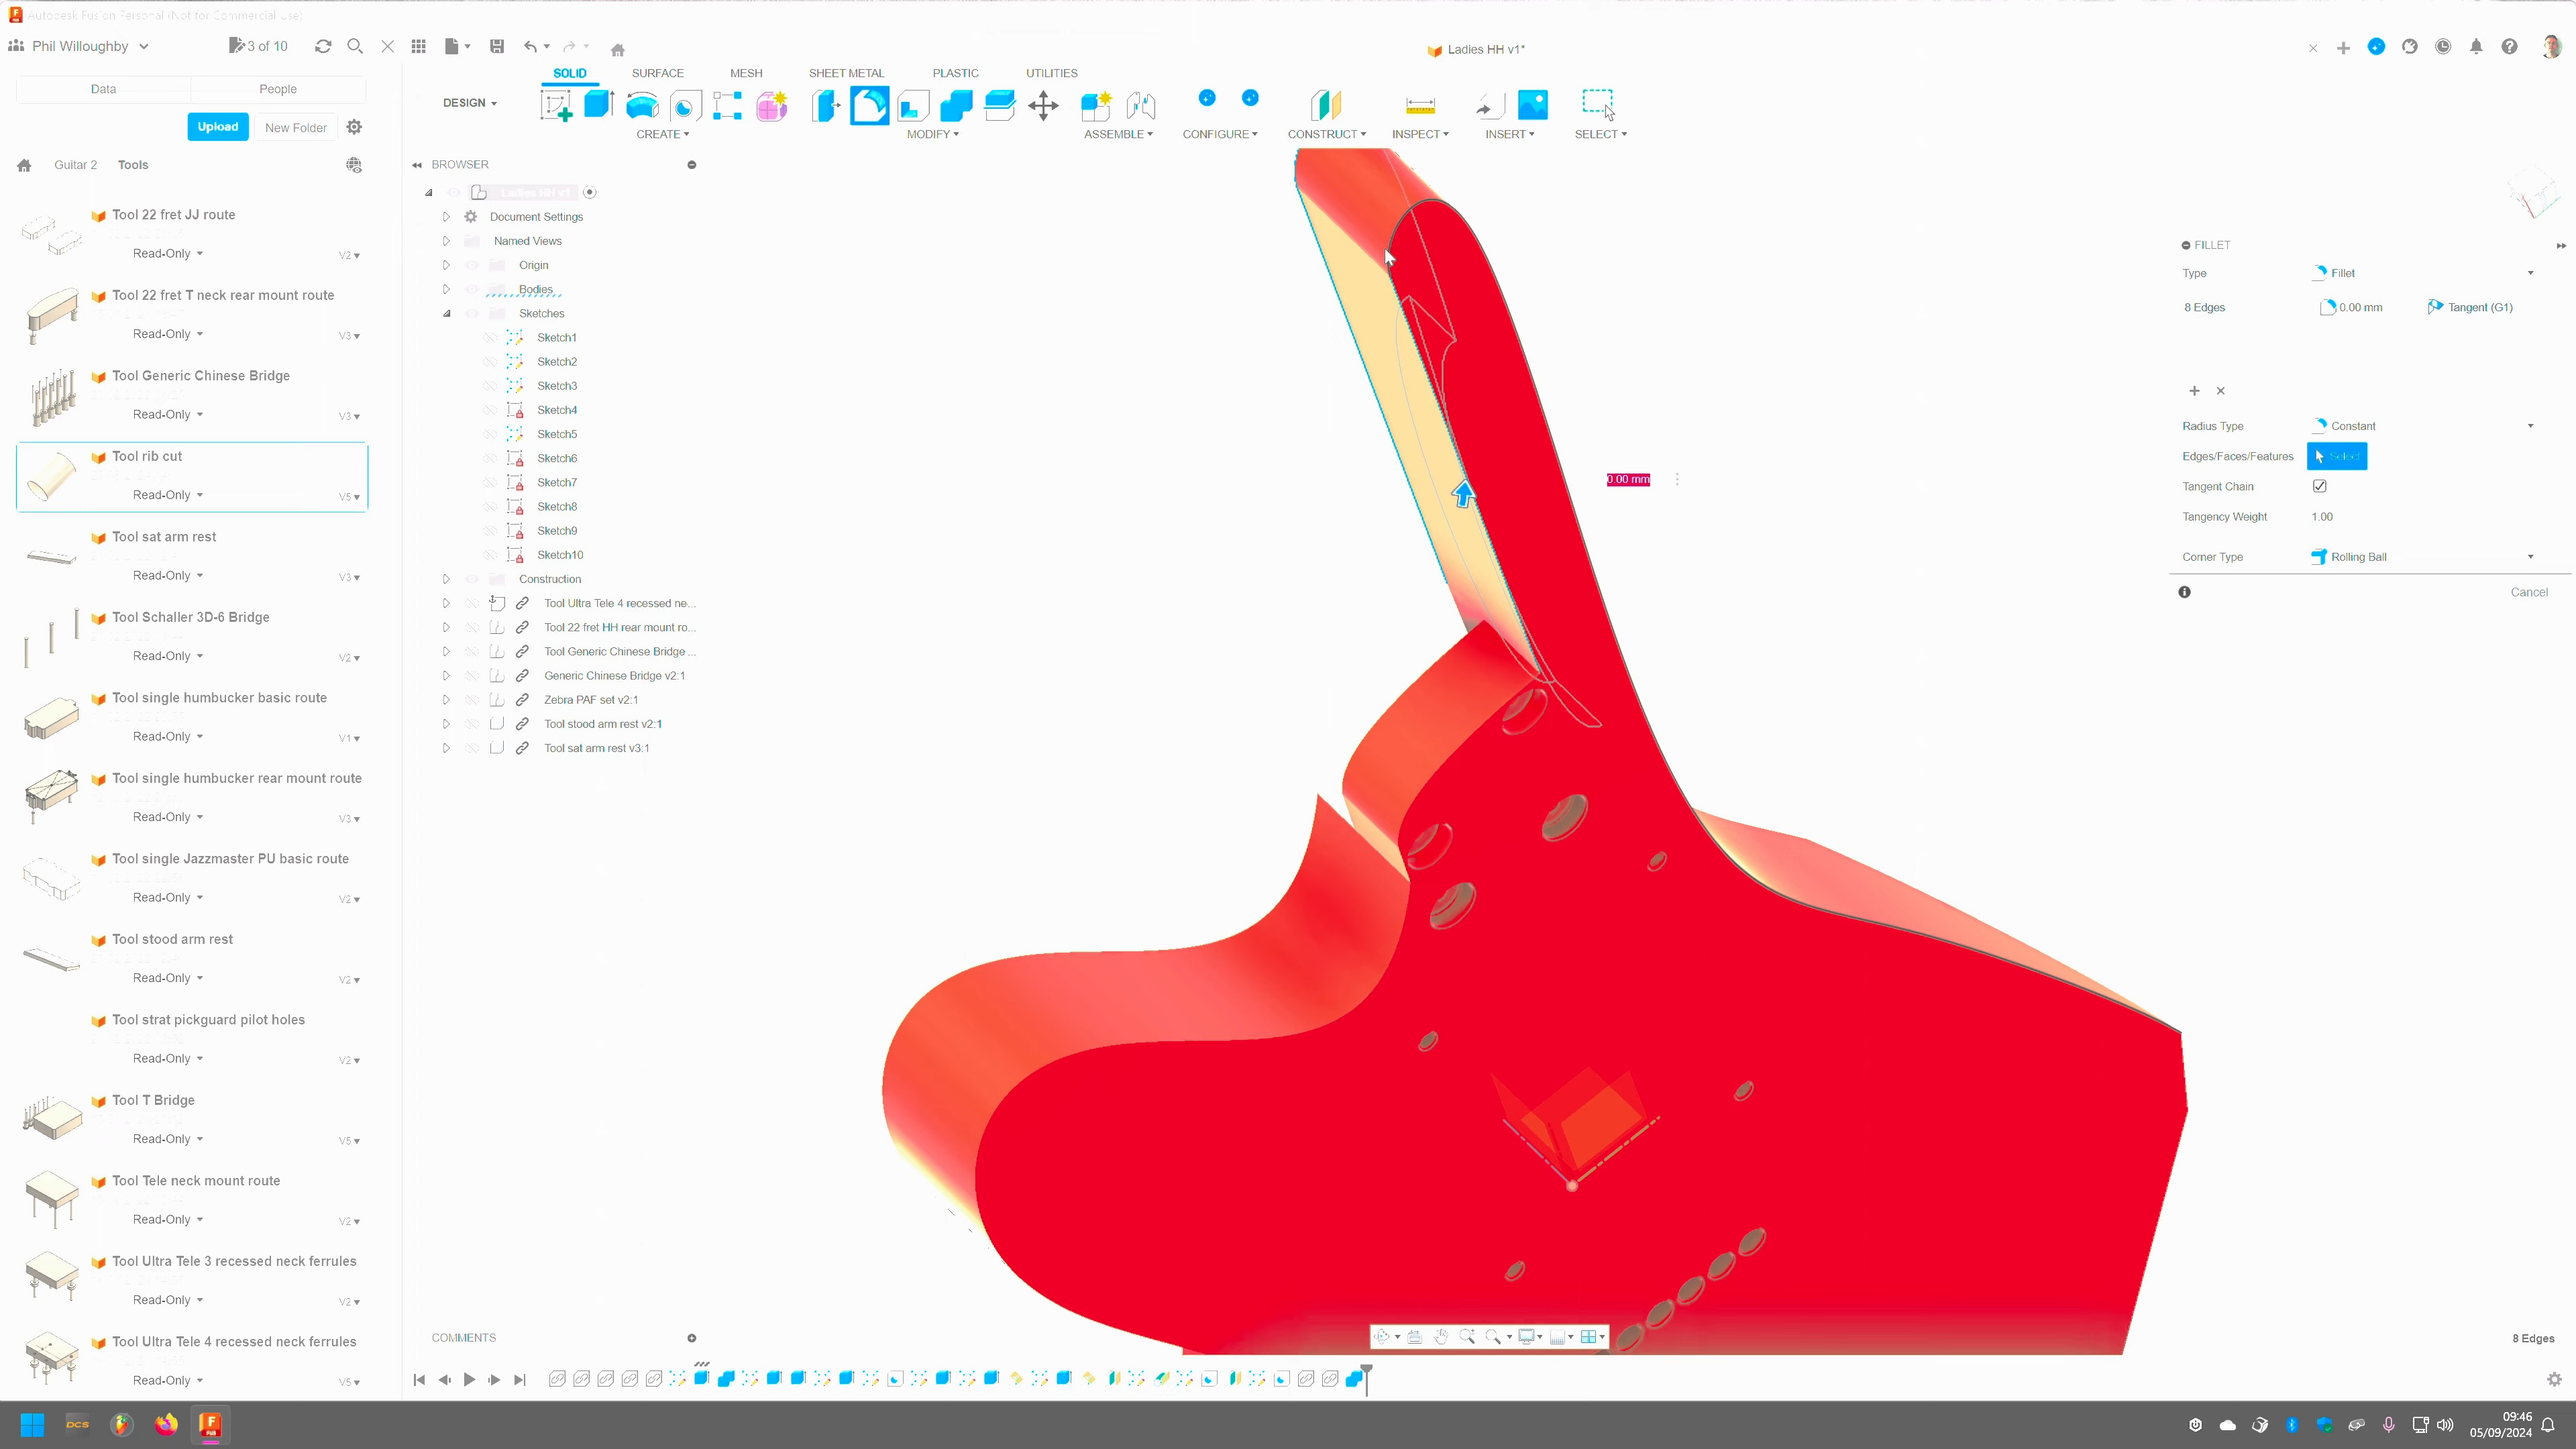 Autodesk Fusion Personal (Not for Commercial Use)
Phil Willoughby
3 of 10
Ladies HH v1*
Data
People
Upload
New Folder
Guitar 2
Tools
Tool 22 fret JJ route
Read-Only
V2
Tool 22 fret T neck rear mount route
Read-Only
V3
Tool Generic Chinese Bridge
Read-Only
V3
Tool rib cut
Read-Only
V5
Tool sat arm rest
Read-Only
V3
Tool Schaller 3D-6 Bridge
Read-Only
V2
Tool single humbucker basic route
Read-Only
V1
Tool single humbucker rear mount route
Read-Only
V3
Tool single Jazzmaster PU basic route
Read-Only
V2
Tool stood arm rest
Read-Only
V2
Tool strat pickguard pilot holes
Read-Only
V2
Tool T Bridge
Read-Only
V5
Tool Tele neck mount route
Read-Only
V2
Tool Ultra Tele 3 recessed neck ferrules
Read-Only
V2
Tool Ultra Tele 4 recessed neck ferrules
Read-Only
V5
SOLID
SURFACE
MESH
SHEET METAL
PLASTIC
UTILITIES
DESIGN
CREATE
MODIFY
ASSEMBLE
CONFIGURE
CONSTRUCT
INSPECT
INSERT
SELECT
BROWSER
Ladies HH v1
Document Settings
Named Views
Origin
Bodies
Sketches
Sketch1
Sketch2
Sketch3
Sketch4
Sketch5
Sketch6
Sketch7
Sketch8
Sketch9
Sketch10
Construction
Tool Ultra Tele 4 recessed ne...
Tool 22 fret HH rear mount ro...
Tool Generic Chinese Bridge ...
Generic Chinese Bridge v2:1
Zebra PAF set v2:1
Tool stood arm rest v2:1
Tool sat arm rest v3:1
0.00 mm
FILLET
Type
Fillet
8 Edges
0.00 mm
Tangent (G1)
Radius Type
Constant
Edges/Faces/Features
Select
Tangent Chain
Tangency Weight
1.00
Corner Type
Rolling Ball
Cancel
COMMENTS
8 Edges
DCS
F
FUS
09:46
05/09/2024